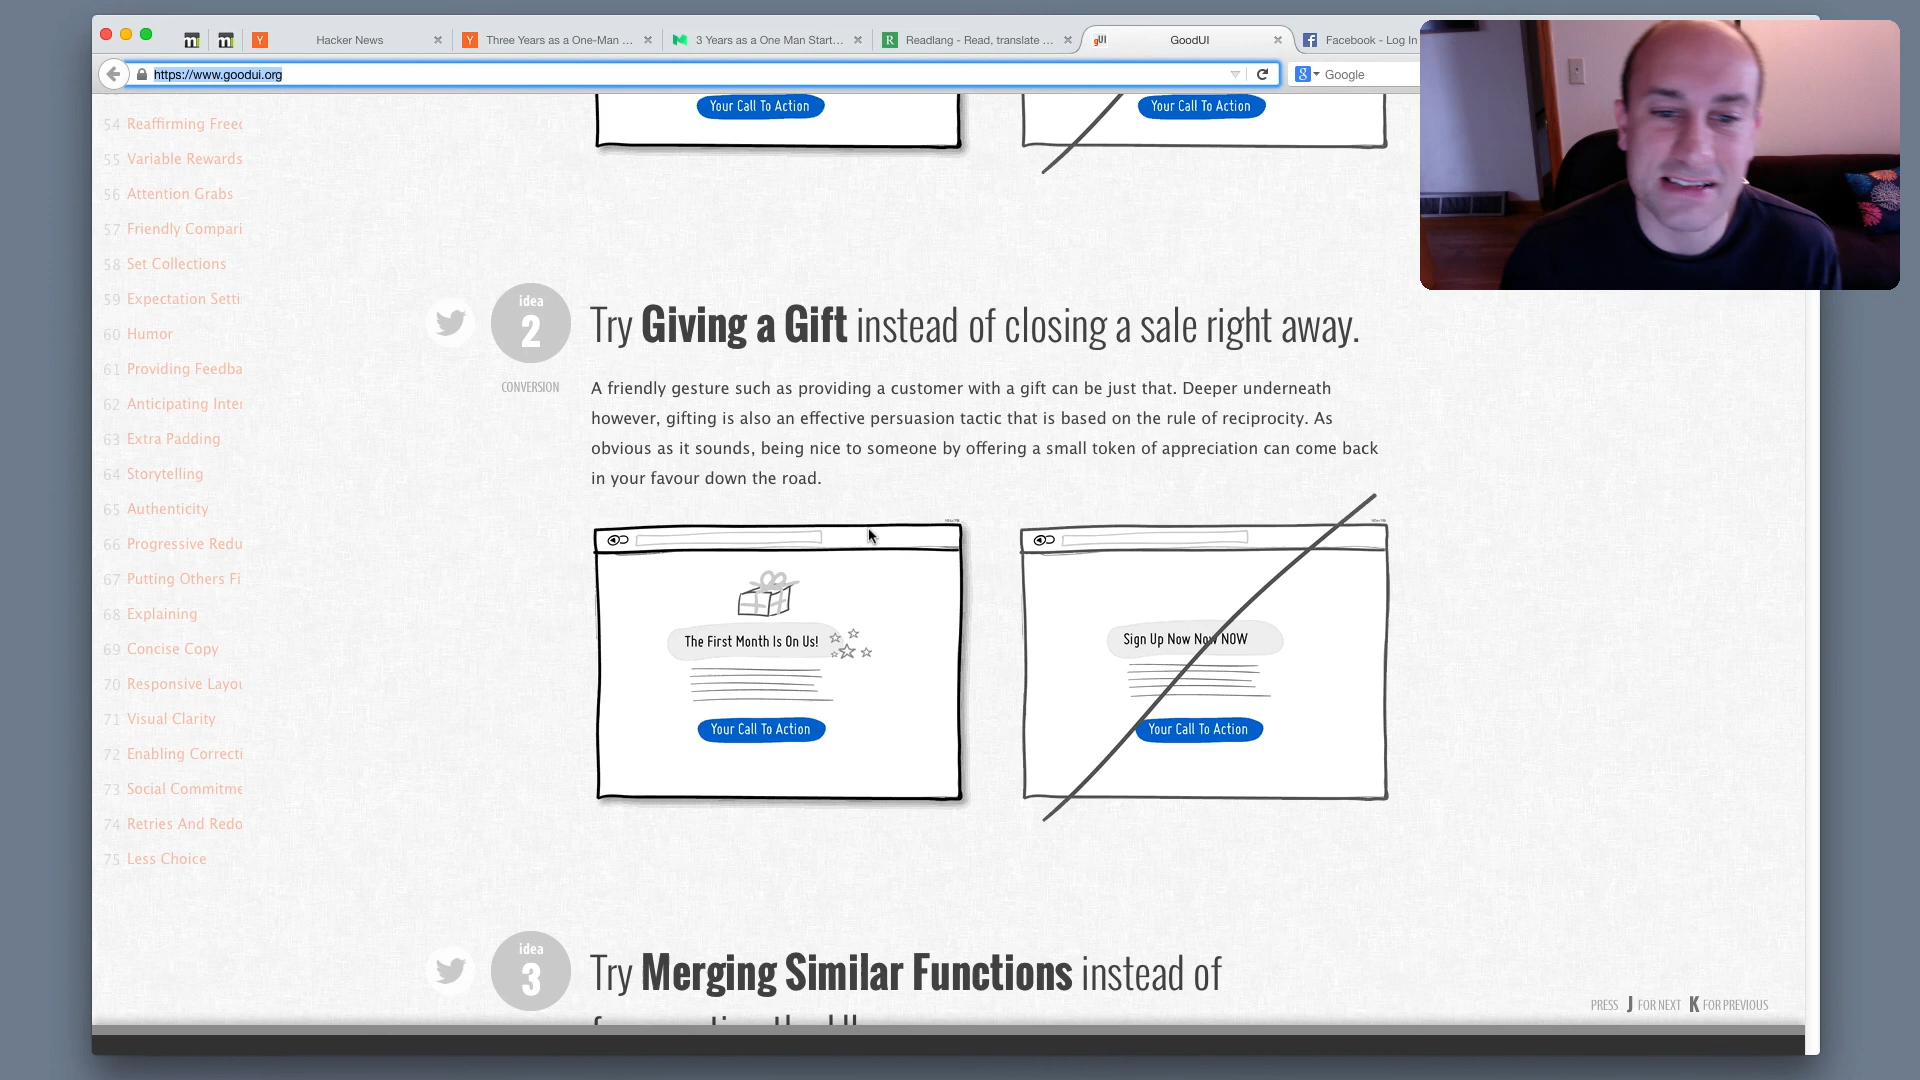 Hacker News
Three Years as a One-Man ...
3 Years as a One Man Start...
Readlang - Read, translate ...
GoodUI
Facebook - Log In
https://www.goodui.org
Google
Your Call To Action
Your Call To Action
54 Reaffirming Free
55 Variable Rewards
56 Attention Grabs
57 Friendly Compari
58 Set Collections
59 Expectation Setti
60 Humor
61 Providing Feedba
62 Anticipating Inter
63 Extra Padding
64 Storytelling
65 Authenticity
66 Progressive Redu
67 Putting Others Fi
68 Explaining
69 Concise Copy
70 Responsive Layou
71 Visual Clarity
72 Enabling Correcti
73 Social Commitme
74 Retries And Redo
75 Less Choice
idea
2
CONVERSION
Try Giving a Gift instead of closing a sale right away.
A friendly gesture such as providing a customer with a gift can be just that. Deeper underneath
however, gifting is also an effective persuasion tactic that is based on the rule of reciprocity. As
obvious as it sounds, being nice to someone by offering a small token of appreciation can come back
in your favour down the road.
The First Month Is On Us!
Your Call To Action
Sign Up Now Now NOW
Your Call To Action
idea
3
Try Merging Similar Functions instead of
PRESS J FOR NEXT K FOR PREVIOUS